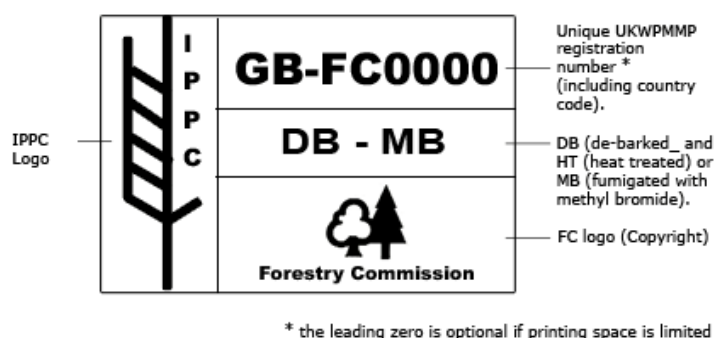 IPPC
Logo
I
P
P
C
GB-FC0000
DB - MB
Forestry Commission
Unique UKWPMMP
registration
number *
(including country
code).
DB (de-barked_ and
HT (heat treated) or
MB (fumigated with
methyl bromide).
FC logo (Copyright)
* the leading zero is optional if printing space is limited